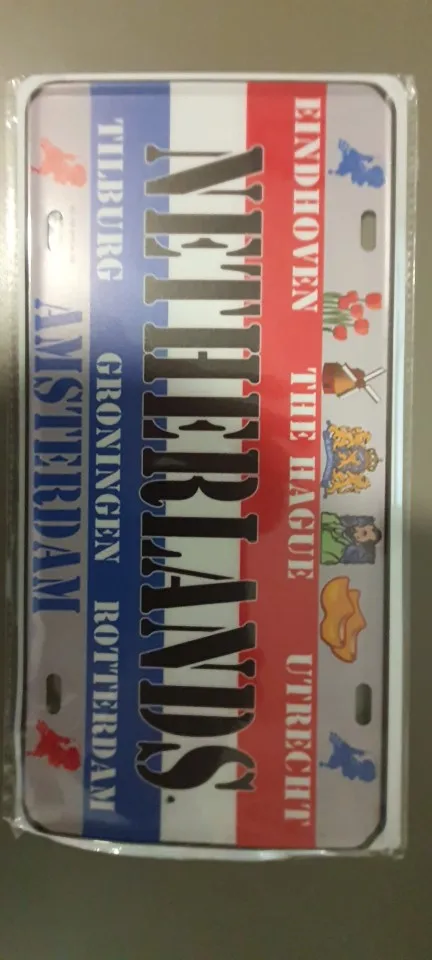 EINDHOVEN THE HAGUE UTRECHT
NETHERLANDS.
TILBURG GRONINGEN ROTTERDAM
AMSTERDAM